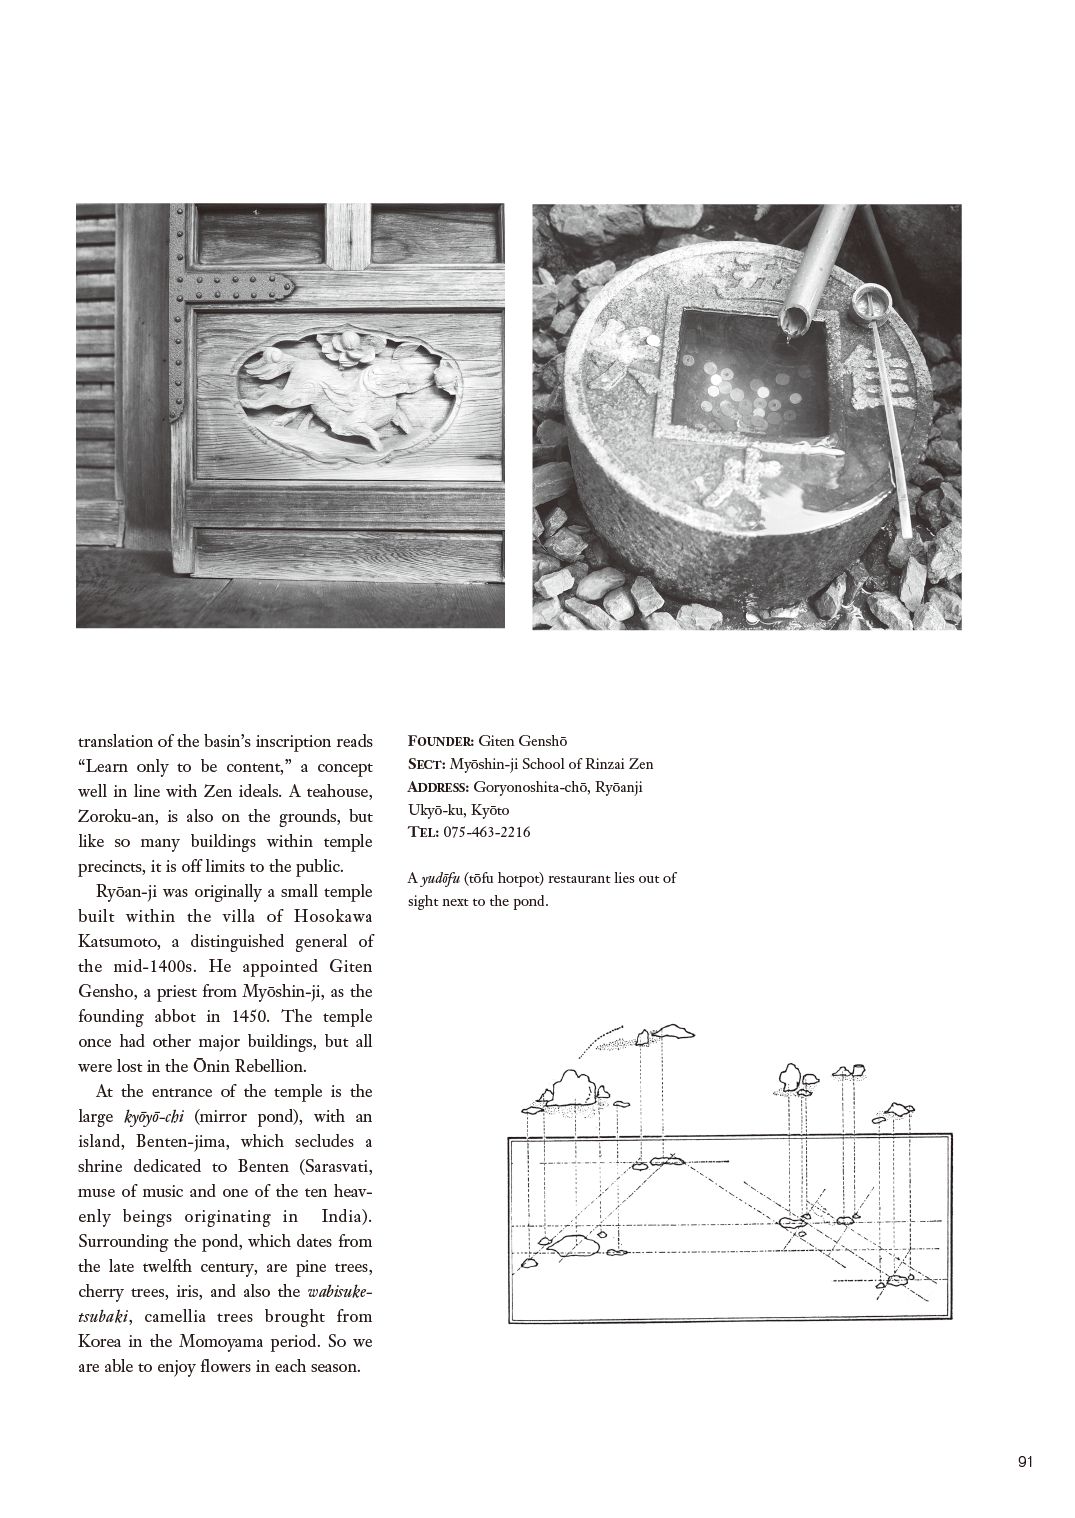 translation of the basin’s inscription reads
“Learn only to be content,” a concept
well in line with Zen ideals. A teahouse,
Zoroku-an, is also on the grounds, but
like so many buildings within temple
precincts, it is off limits to the public.
Ryōan-ji was originally a small temple
built within the villa of Hosokawa
Katsumoto, a distinguished general of
the mid-1400s. He appointed Giten
Gensho, a priest from Myōshin-ji, as the
founding abbot in 1450. The temple
once had other major buildings, but all
were lost in the Ōnin Rebellion.
At the entrance of the temple is the
large kyōyō-chi (mirror pond), with an
island, Benten-jima, which secludes a
shrine dedicated to Benten (Sarasvati,
muse of music and one of the ten heav-
enly beings originating in India).
Surrounding the pond, which dates from
the late twelfth century, are pine trees,
cherry trees, iris, and also the wabisuke-
tsubaki, camellia trees brought from
Korea in the Momoyama period. So we
are able to enjoy flowers in each season.
FOUNDER: Giten Genshō
SECT: Myōshin-ji School of Rinzai Zen
ADDRESS: Goryonoshita-chō, Ryōanji
Ukyō-ku, Kyōto
TEL: 075-463-2216
A yudōfu (tōfu hotpot) restaurant lies out of
sight next to the pond.
91